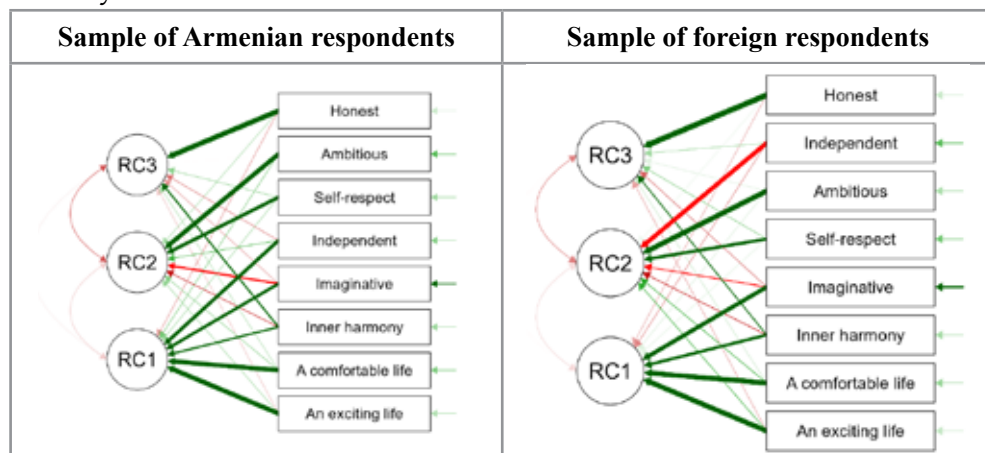 Sample of Armenian respondents
Sample of foreign respondents
RC3
RC2
RC1
Honest
Ambitious
Self-respect
Independent
Imaginative
Inner harmony
A comfortable life
An exciting life
RC3
RC2
RC1
Honest
Independent
Ambitious
Self-respect
Imaginative
Inner harmony
A comfortable life
An exciting life